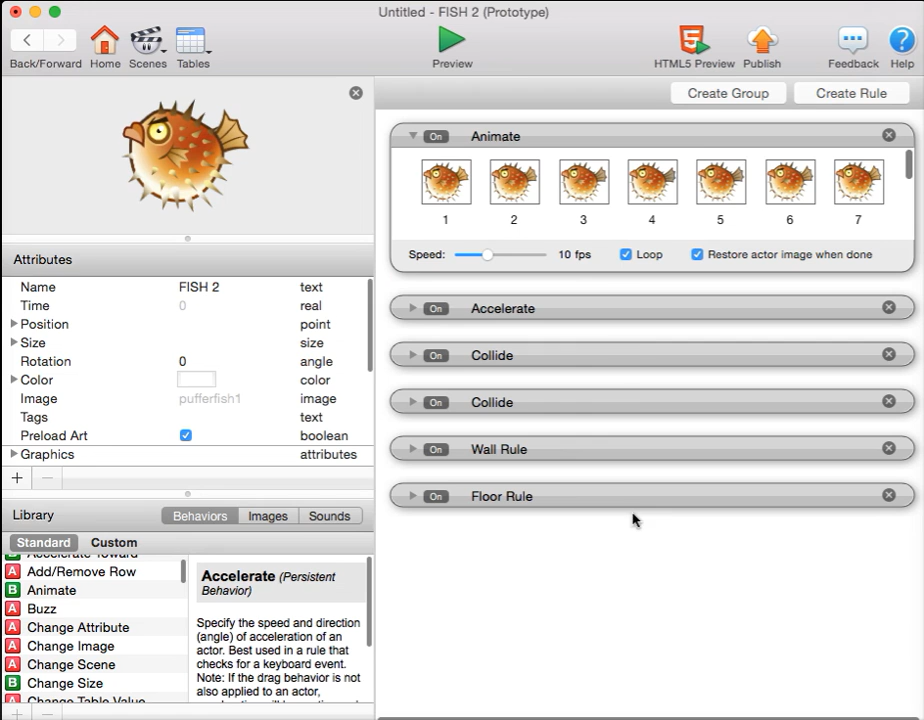 Untitled - FISH 2 (Prototype)
Back/Forward Home Scenes Tables Preview HTML5 Preview Publish Feedback Help
Create Group Create Rule
On Animate
1 2 3 4 5 6 7
Speed: 10 fps Loop Restore actor image when done
On Accelerate
On Collide
On Collide
On Wall Rule
On Floor Rule
Attributes
Name FISH 2 text
Time 0 real
Position point
Size size
Rotation 0 angle
Color color
Image pufferfish1 image
Tags text
Preload Art boolean
Graphics attributes
Library Behaviors Images Sounds
Standard Custom
B Accelerate Toward
A Add/Remove Row
B Animate
A Buzz
A Change Attribute
A Change Image
A Change Scene
B Change Size
A Change Table Value
Accelerate (Persistent
Behavior)
Specify the speed and direction
(angle) of acceleration of an
actor. Best used in a rule that
checks for a keyboard event.
Note: If the drag behavior is not
also applied to an actor,